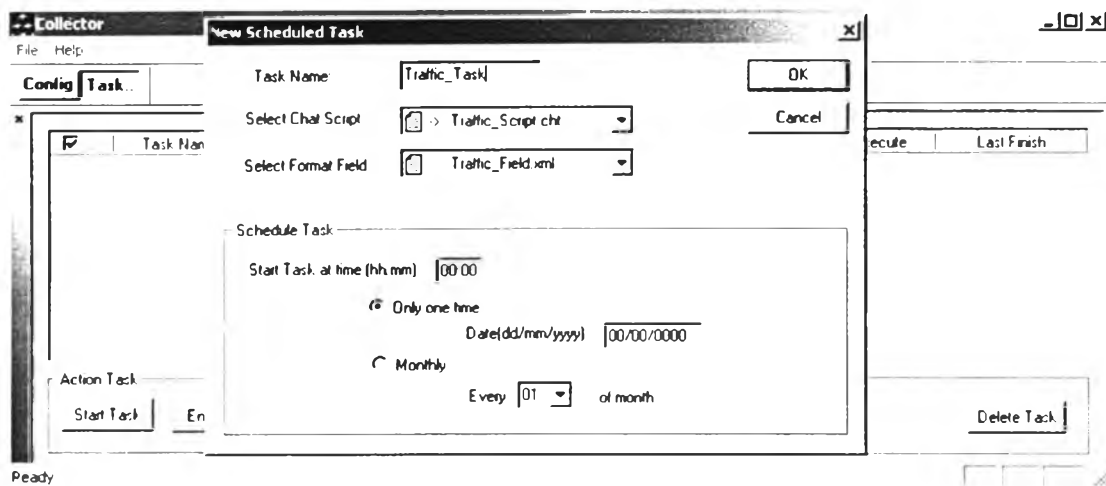 Collector
File Help
Config Task..
Task Nam
ecute Last Finish
Action Task
Start Task En
Delete Task
Ready
New Scheduled Task
Task Name: Traffic_Task
OK
Select Chat Script -> Traffic_Script.cht
Cancel
Select Format Field Traffic_Field.xml
Schedule Task
Start Task at time (hh:mm) 00:00
Only one time
Date(dd/mm/yyyy) 00/00/0000
Monthly
Every 01 of month